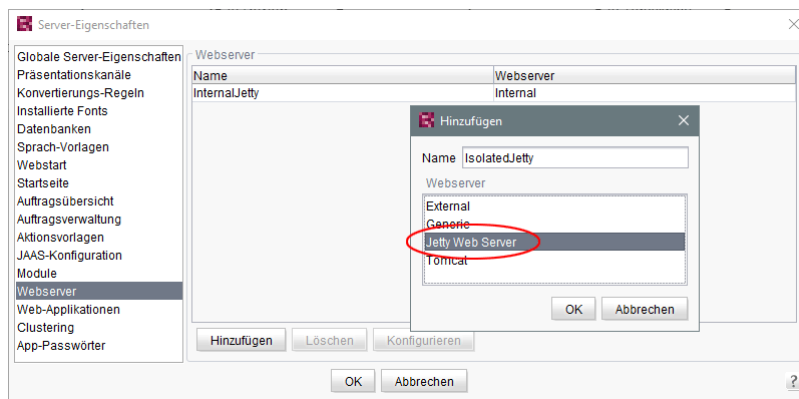 Server-Eigenschaften
Globale Server-Eigenschaften
Präsentationskanäle
Konvertierungs-Regeln
Installierte Fonts
Datenbanken
Sprach-Vorlagen
Webstart
Startseite
Auftragsübersicht
Auftragsverwaltung
Aktionsvorlagen
JAAS-Konfiguration
Module
Webserver
Web-Applikationen
Clustering
App-Passwörter
Webserver
Name Webserver
InternalJetty Internal
Hinzufügen
Name IsolatedJetty
Webserver
External
Generic
Jetty Web Server
Tomcat
OK Abbrechen
Hinzufügen Löschen Konfigurieren
OK Abbrechen ?